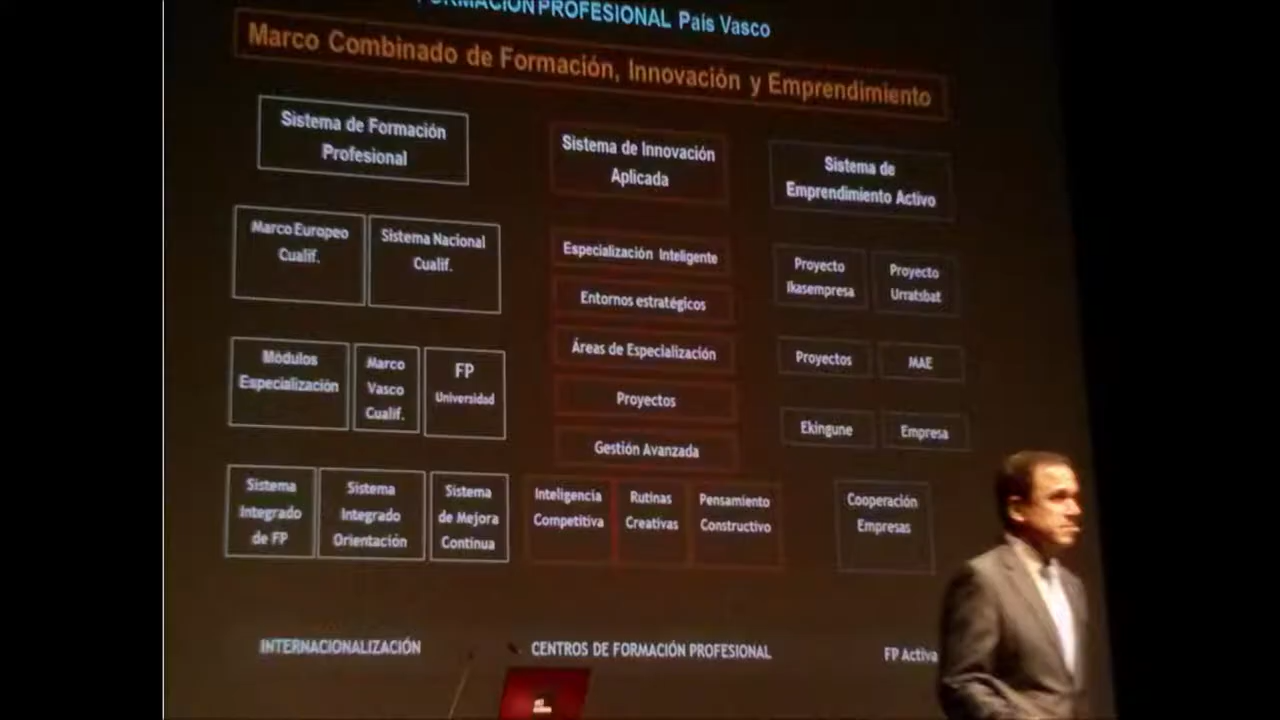 FORMACIÓN PROFESIONAL País Vasco
Marco Combinado de Formación, Innovación y Emprendimiento
Sistema de Formación
Profesional
Marco Europeo
Cualif.
Sistema Nacional
Cualif.
Módulos
Especialización
Marco
Vasco
Cualif.
FP
Universidad
Sistema
Integrado
de FP
Sistema
Integrado
Orientación
Sistema
de Mejora
Contínua
Sistema de Innovación
Aplicada
Especialización Inteligente
Entornos estratégicos
Áreas de Especialización
Proyectos
Gestión Avanzada
Inteligencia
Competitiva
Rutinas
Creativas
Pensamiento
Constructivo
Sistema de
Emprendimiento Activo
Proyecto
Ikasempresa
Proyecto
Urratsbat
Proyectos
MAE
Ekingune
Empresa
Cooperación
Empresas
INTERNACIONALIZACIÓN
CENTROS DE FORMACIÓN PROFESIONAL
FP Activa